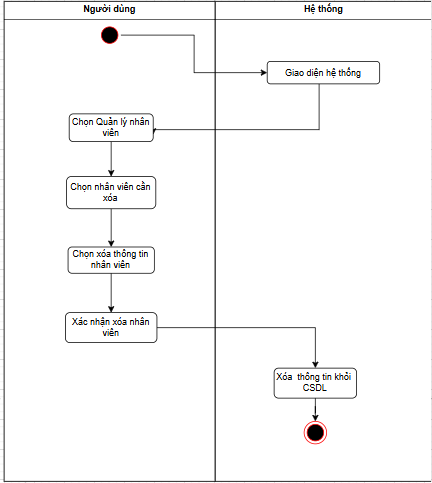 Người dùng
Hệ thống
Giao diện hệ thống
Chọn Quản lý nhân
viên
Chọn nhân viên cần
xóa
Chọn xóa thông tin
nhân viên
Xác nhận xóa nhân
viên
Xóa thông tin khỏi
CSDL